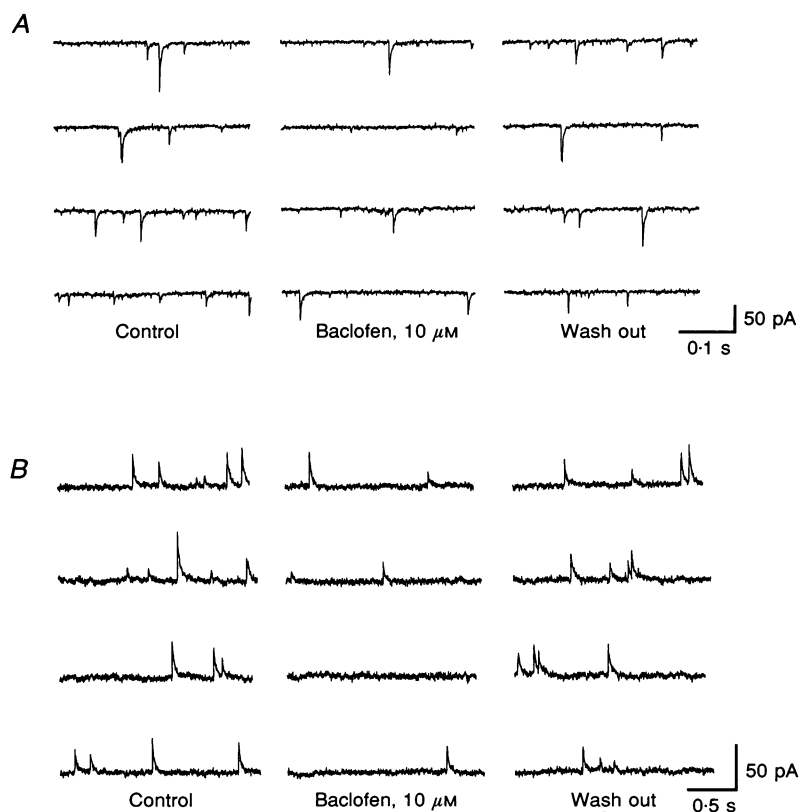 A
Control
Baclofen, 10 μM
Wash out
50 pA
0·1 s
B
Control
Baclofen, 10 μM
Wash out
50 pA
0·5 s